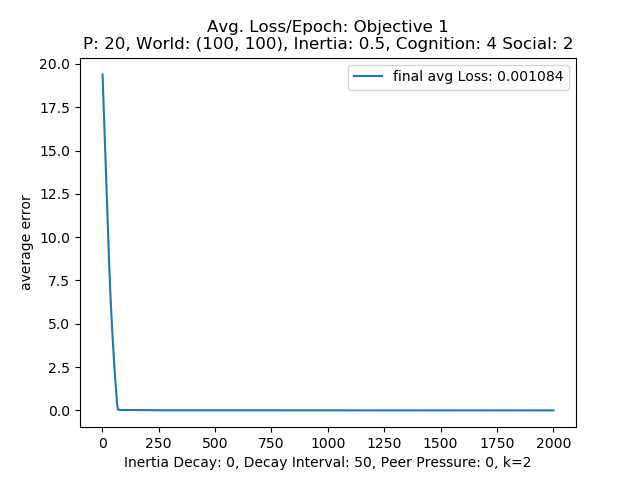 Avg. Loss/Epoch: Objective 1
P: 20, World: (100, 100), Inertia: 0.5, Cognition: 4 Social: 2
final avg Loss: 0.001084
average error
20.0
17.5
15.0
12.5
10.0
7.5
5.0
2.5
0.0
0 250 500 750 1000 1250 1500 1750 2000
Inertia Decay: 0, Decay Interval: 50, Peer Pressure: 0, k=2